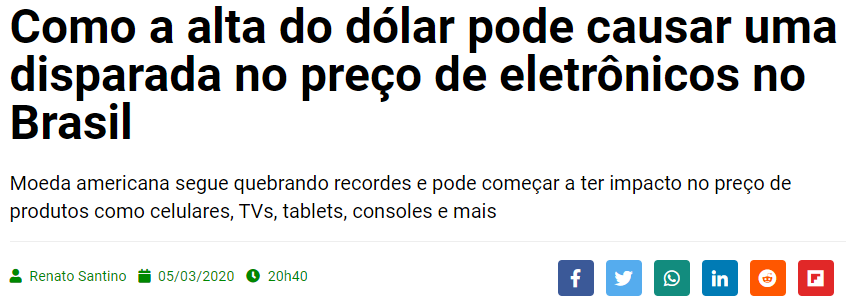 Como a alta do dólar pode causar uma
disparada no preço de eletrônicos no
Brasil
Moeda americana segue quebrando recordes e pode começar a ter impacto no preço de
produtos como celulares, TVs, tablets, consoles e mais
Renato Santino 05/03/2020 20h40